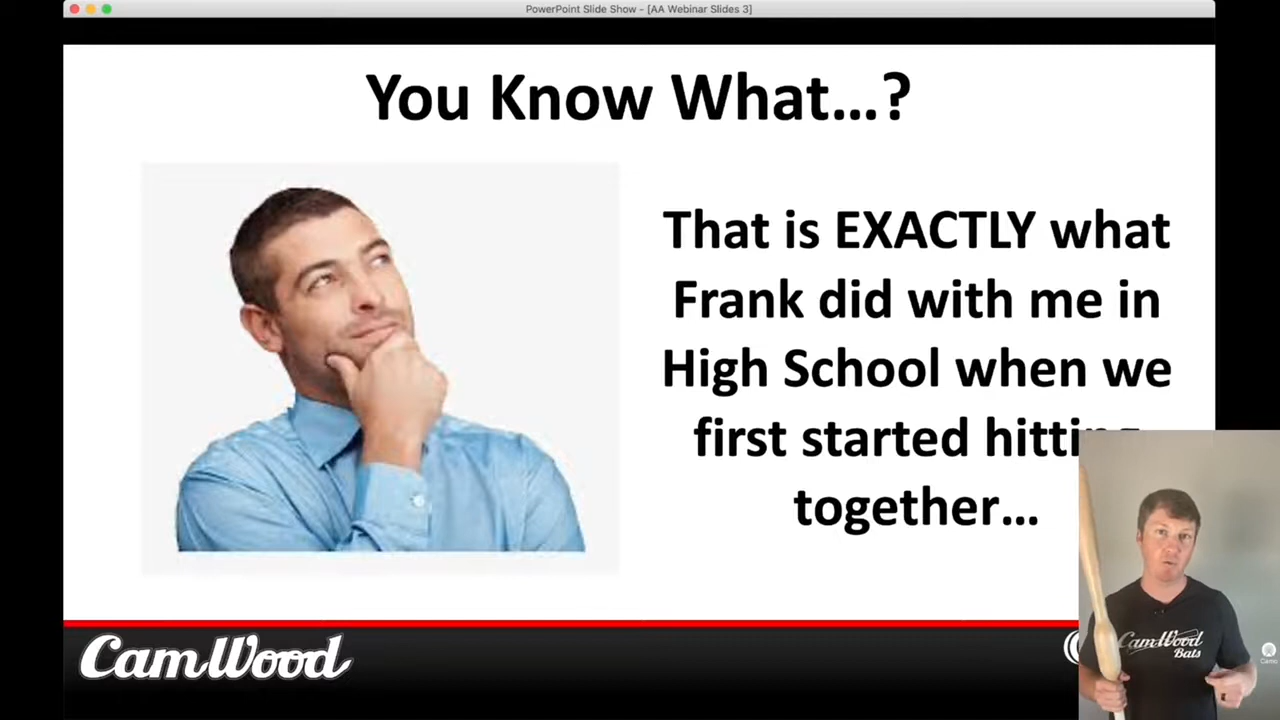 PowerPoint Slide Show - [AA Webinar Slides 3]
You Know What...?
That is EXACTLY what
Frank did with me in
High School when we
first started hitting
together...
CamWood
CamWood
Bats
Camo